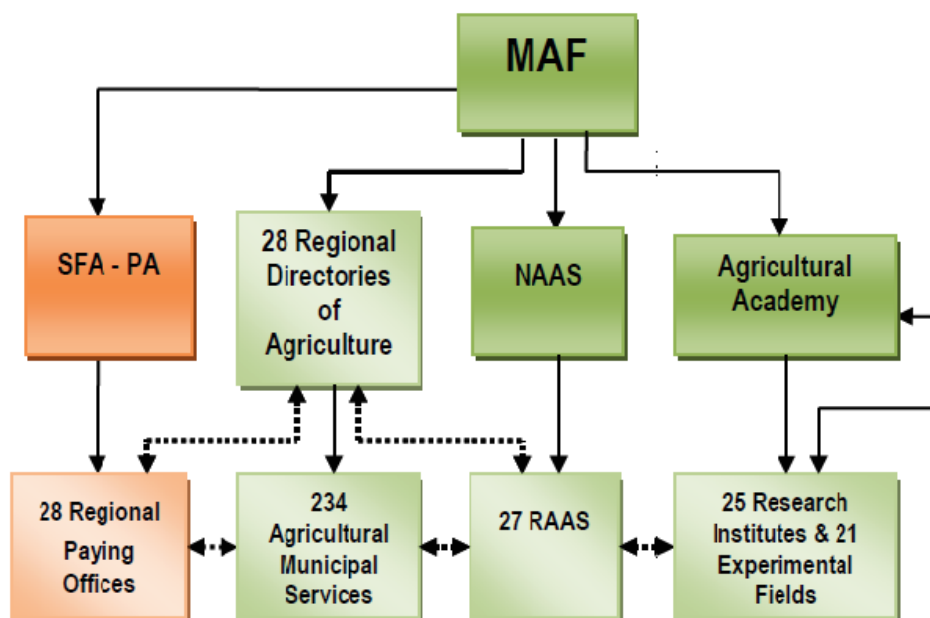 MAF
SFA - PA
28 Regional
Directories
of
Agriculture
NAAS
Agricultural
Academy
28 Regional
Paying
Offices
234
Agricultural
Municipal
Services
27 RAAS
25 Research
Institutes & 21
Experimental
Fields